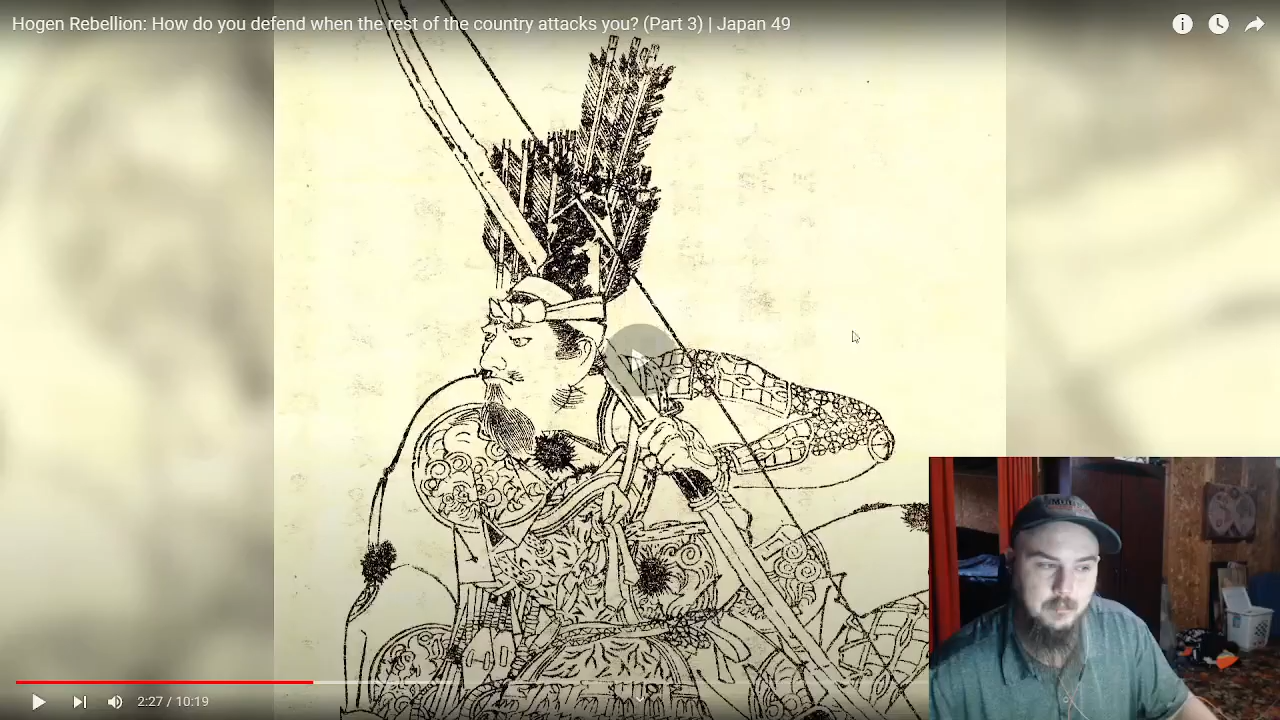 Hogen Rebellion: How do you defend when the rest of the country attacks you? (Part 3) | Japan 49
2:27 / 10:19